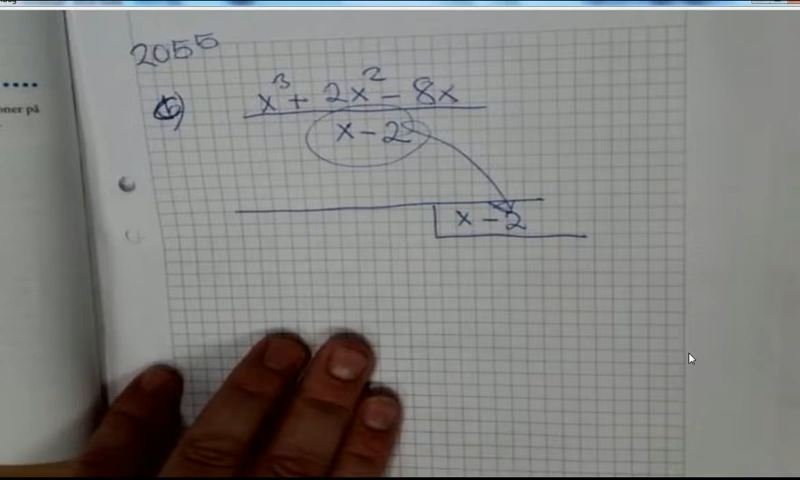 2055
oner på
c) x³ + 2x² - 8x
x - 2
x - 2